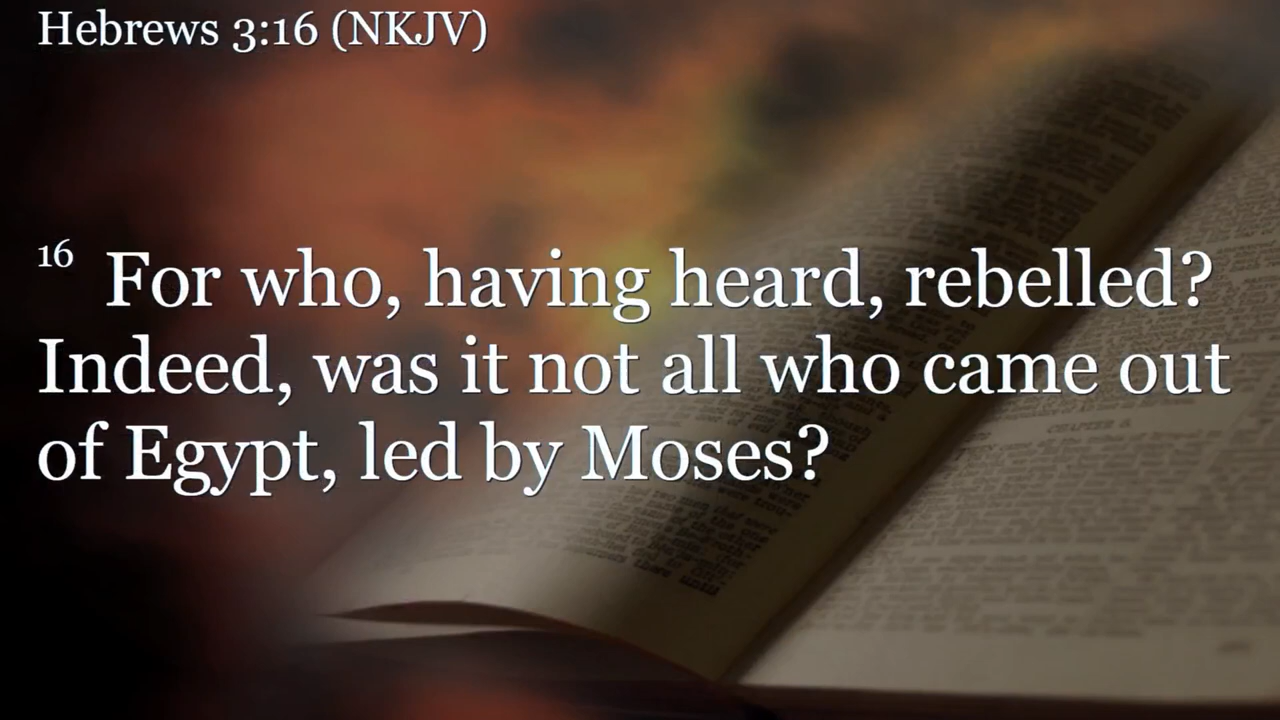 Hebrews 3:16 (NKJV)
16 For who, having heard, rebelled?
Indeed, was it not all who came out
of Egypt, led by Moses?